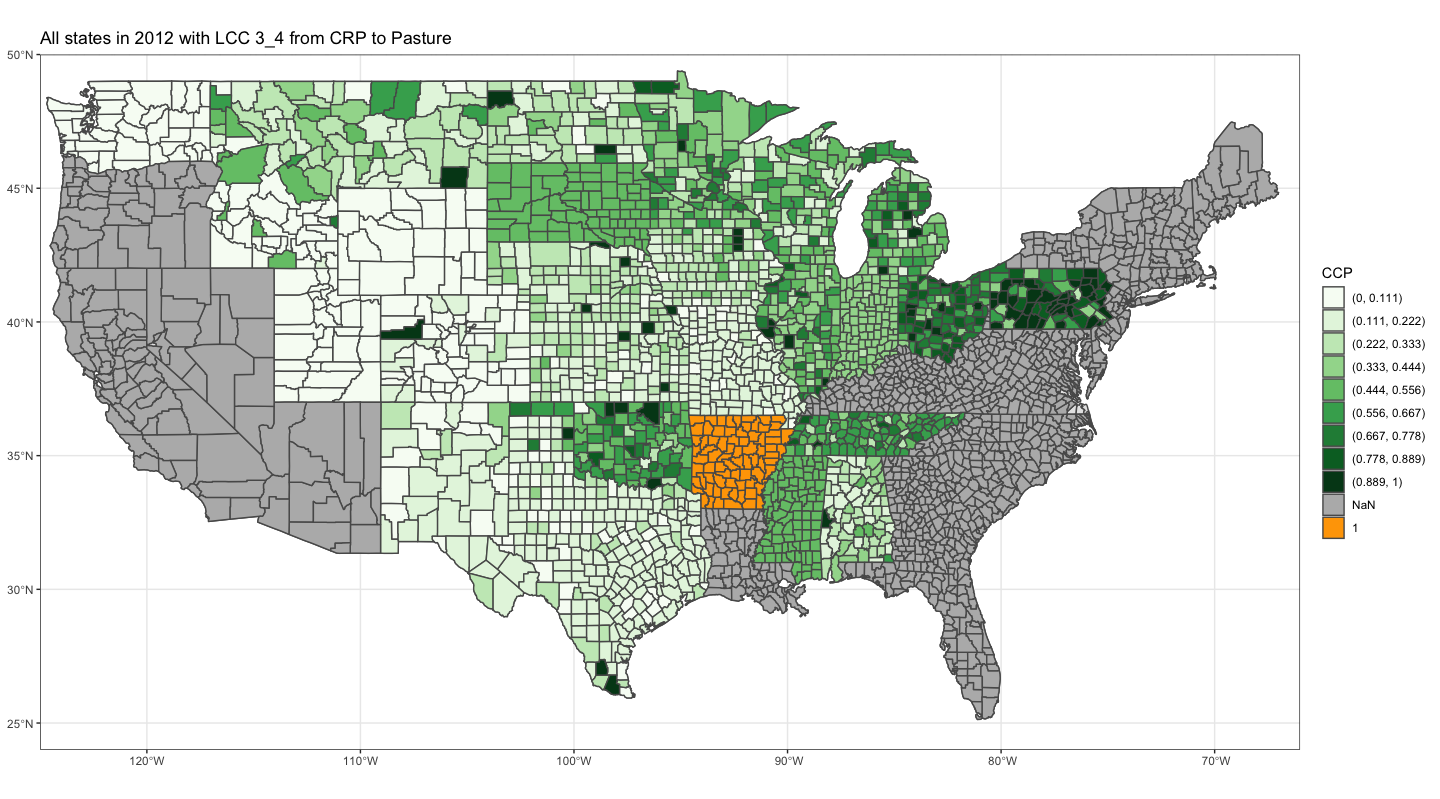 All states in 2012 with LCC 3_4 from CRP to Pasture
50°N
45°N
40°N
35°N
30°N
25°N
120°W
110°W
100°W
90°W
80°W
70°W
CCP
(0, 0.111)
(0.111, 0.222)
(0.222, 0.333)
(0.333, 0.444)
(0.444, 0.556)
(0.556, 0.667)
(0.667, 0.778)
(0.778, 0.889)
(0.889, 1)
NaN
1